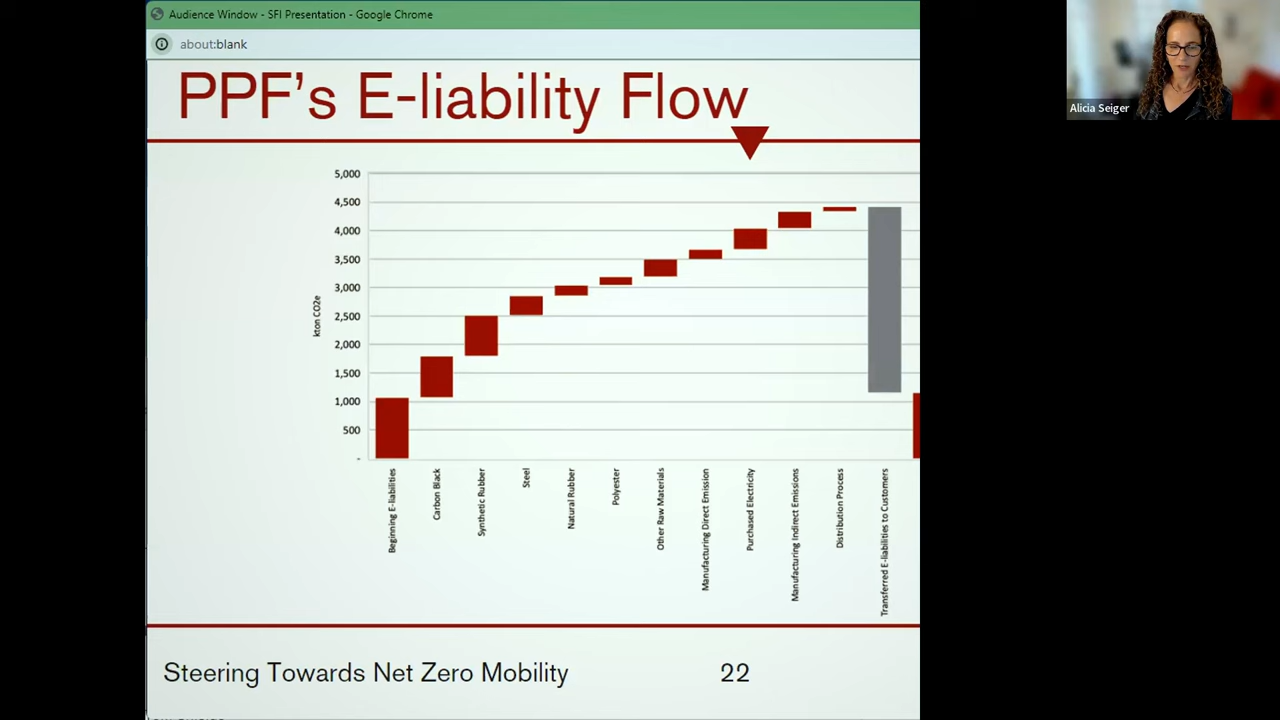 Audience Window - SFI Presentation - Google Chrome
about:blank
PPF's E-liability Flow
Alicia Seiger
5,000
4,500
4,000
3,500
3,000
2,500
2,000
1,500
1,000
500
-
kton CO2e
Beginning E-liabilities
Carbon Black
Synthetic Rubber
Steel
Natural Rubber
Polyester
Other Raw Materials
Manufacturing Direct Emission
Purchased Electricity
Manufacturing Indirect Emissions
Distribution Process
Transferred E-liabilities to Customers
Steering Towards Net Zero Mobility
22